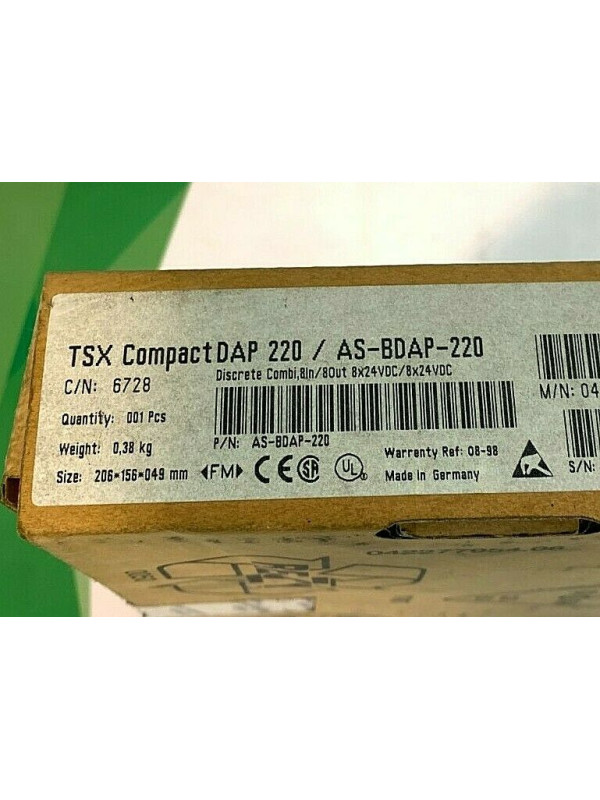 TSX Compact DAP 220 / AS-BDAP-220
Discrete Combi,8In/8Out 8x24VDC/8x24VDC
C/N: 6728
M/N: 04
Quantity: 001 Pcs
P/N: AS-BDAP-220
Weight: 0,38 kg
Warranty Ref: 08-98
S/N:
Size: 206*156*049 mm
FM CE SA UL
Made in Germany